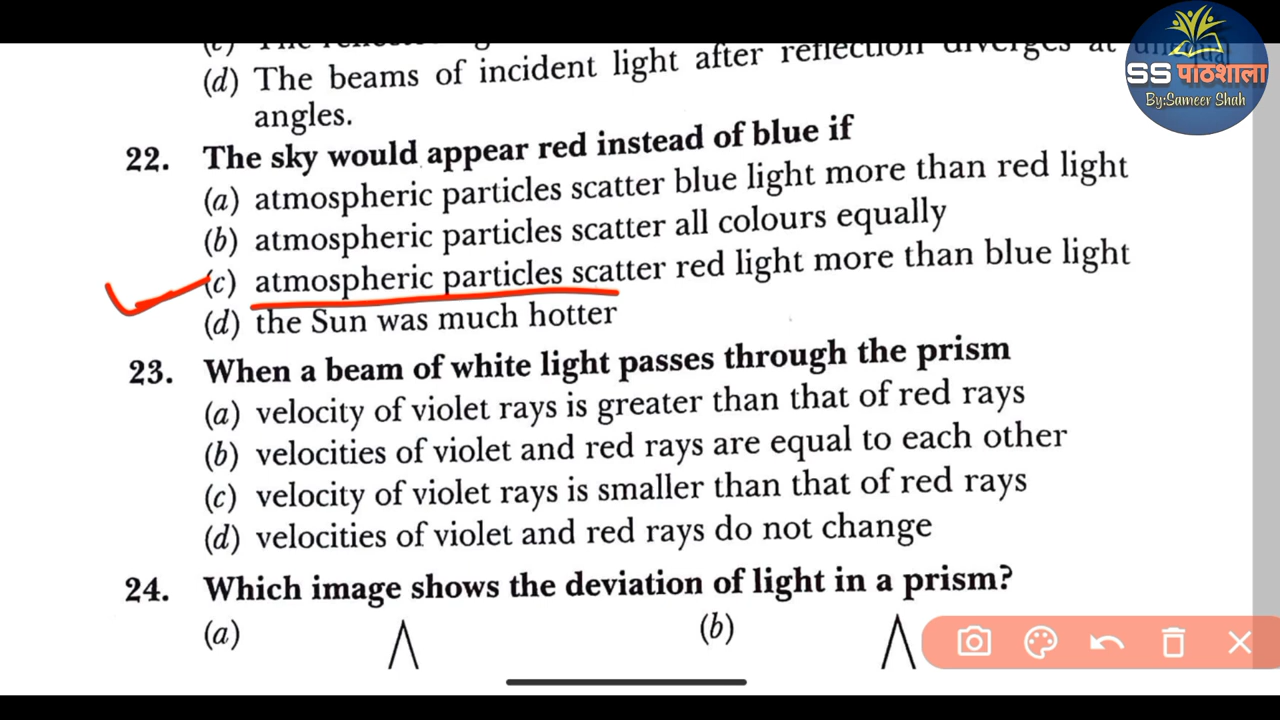 (d) The beams of incident light after reflection diverges at
angles.
SS पाठशाला
By:Sameer Shah
22. The sky would appear red instead of blue if
(a) atmospheric particles scatter blue light more than red light
(b) atmospheric particles scatter all colours equally
(c) atmospheric particles scatter red light more than blue light
(d) the Sun was much hotter
23. When a beam of white light passes through the prism
(a) velocity of violet rays is greater than that of red rays
(b) velocities of violet and red rays are equal to each other
(c) velocity of violet rays is smaller than that of red rays
(d) velocities of violet and red rays do not change
24. Which image shows the deviation of light in a prism?
(a) (b)